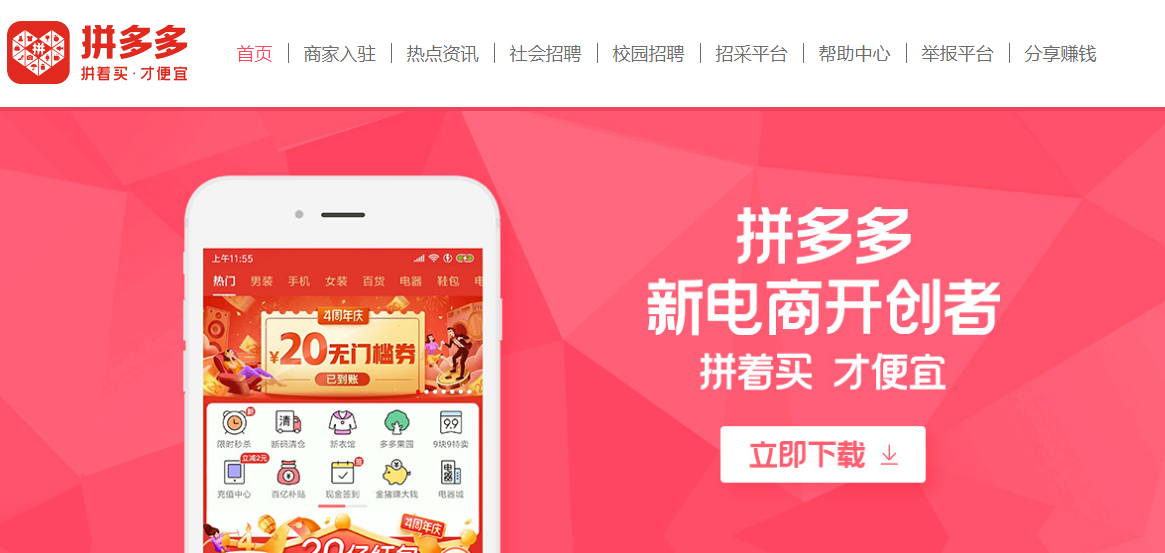 拼多多
拼着买·才便宜
首页 商家入驻 热点资讯 社会招聘 校园招聘 招采平台 帮助中心 举报平台 分享赚钱
上午11:55
热门 男装 手机 女装 百货 电器 鞋包 电
4周年庆
¥20无门槛券
已到账
新
限时秒杀 断码清仓 新衣馆 多多果园 9块9特卖
清
9.9
立减2元
签
电器
充值中心 百亿补贴 现金签到 金猪赚大钱 电器城
4周年庆
20亿红包
拼多多
新电商开创者
拼着买 才便宜
立即下载